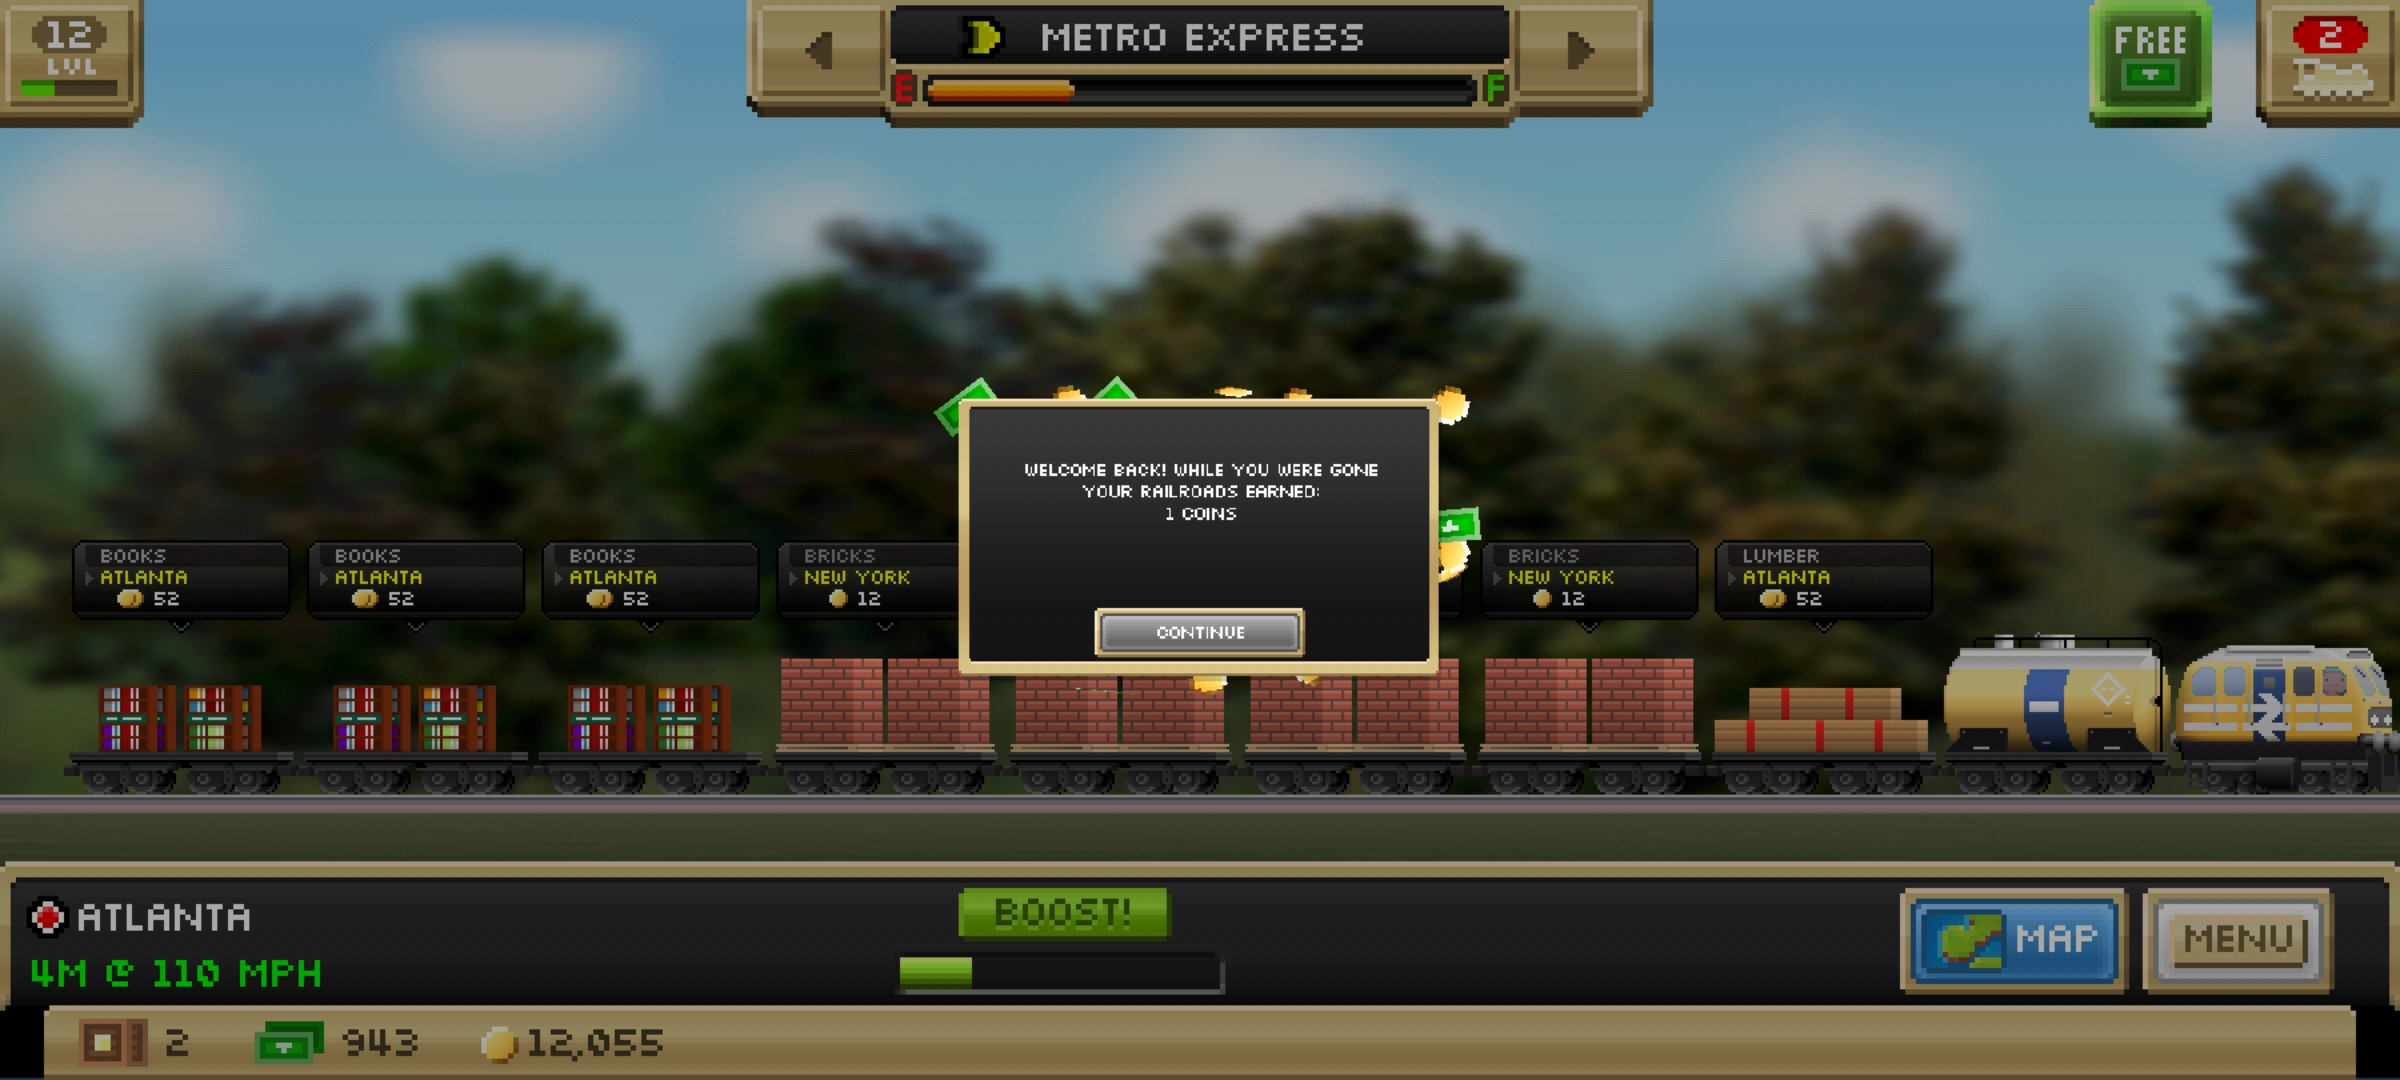 12
LVL
METRO EXPRESS
E
F
FREE
2
WELCOME BACK! WHILE YOU WERE GONE
YOUR RAILROADS EARNED:
1 COINS
CONTINUE
BOOKS
ATLANTA
52
BOOKS
ATLANTA
52
BOOKS
ATLANTA
52
BRICKS
NEW YORK
12
BRICKS
NEW YORK
12
LUMBER
ATLANTA
52
ATLANTA
4M @ 110 MPH
BOOST!
MAP
MENU
2
943
12,055